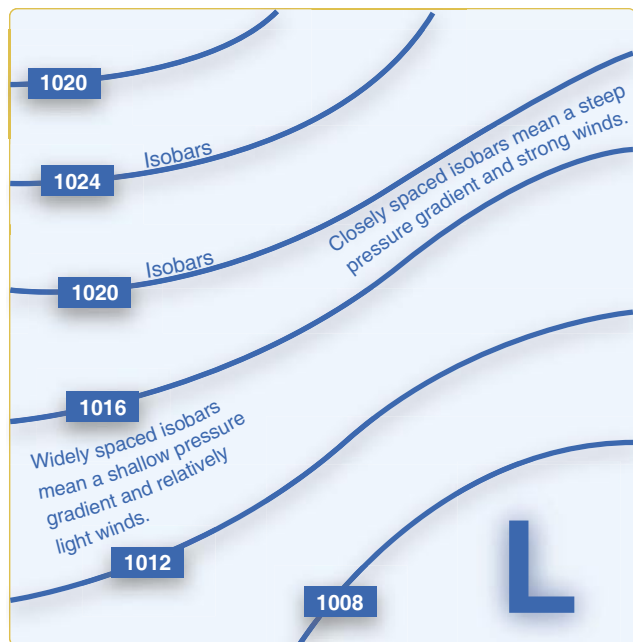 1020
Isobars
1024
Closely spaced isobars mean a steep
pressure gradient and strong winds.
Isobars
1020
1016
Widely spaced isobars
mean a shallow pressure
gradient and relatively
light winds.
1012
1008
L